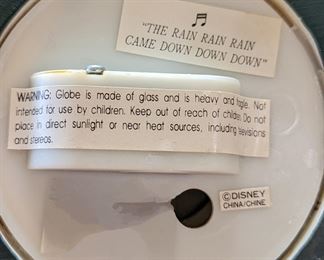 "THE RAIN RAIN RAIN
CAME DOWN DOWN DOWN"
WARNING: Globe is made of glass and is heavy and fragile. Not
intended for use by children. Keep out of reach of children. Do not
place in direct sunlight or near heat sources, including televisions
and stereos.
©DISNEY
CHINA/CHINE